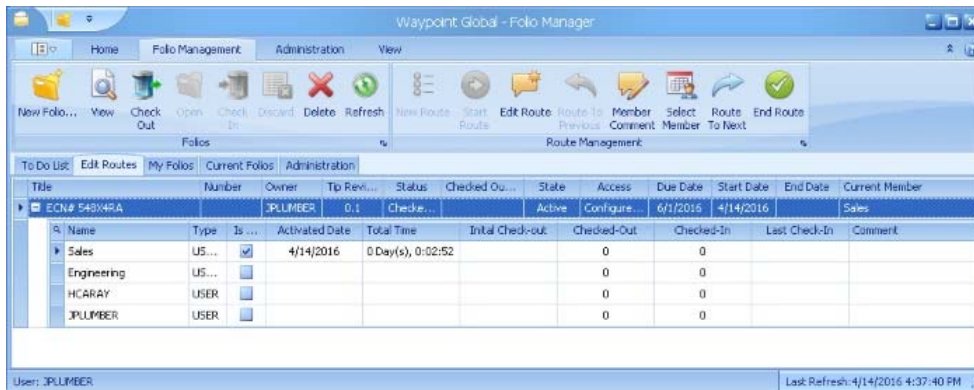 Waypoint Global - Folio Manager
Home Folio Management Administration View
New Folio... View Check Out Open Check In Discard Delete Refresh New Route Start Route Edit Route Route To Previous Member Comment Select Member Route To Next End Route
Folios Route Management
To Do List Edit Routes My Folios Current Folios Administration
Title Number Owner Tip Revi... Status Checked Ou... State Access Due Date Start Date End Date Current Member
ECN# 548X4RA JPLUMBER 0.1 Checke... Active Configure... 6/1/2016 4/14/2016 Sales
Name Type Is ... Activated Date Total Time Inital Check-out Checked-Out Checked-In Last Check-In Comment
Sales US... 4/14/2016 0 Day(s), 0:02:52 0 0
Engineering US... 0 0
HCARAY USER 0 0
JPLUMBER USER 0 0
User: JPLUMBER Last Refresh:4/14/2016 4:37:40 PM